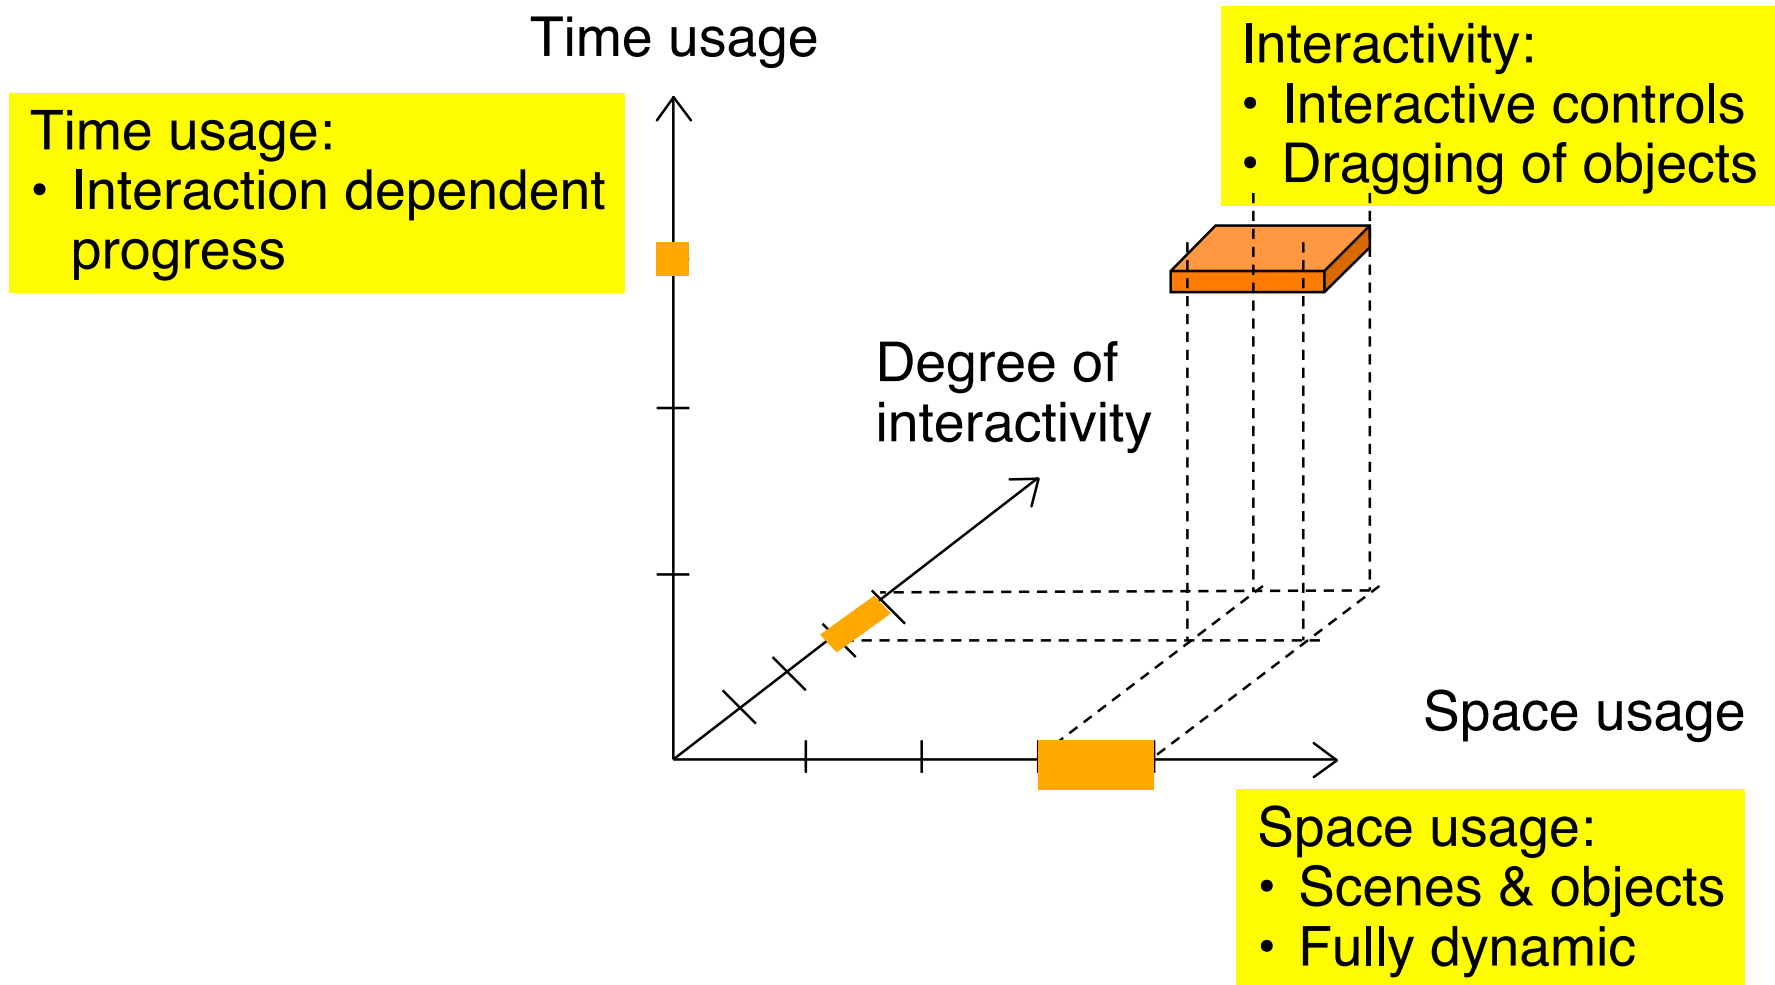 Time usage
Interactivity:
• Interactive controls
• Dragging of objects
Time usage:
• Interaction dependent
progress
Degree of
interactivity
Space usage
Space usage:
• Scenes & objects
• Fully dynamic